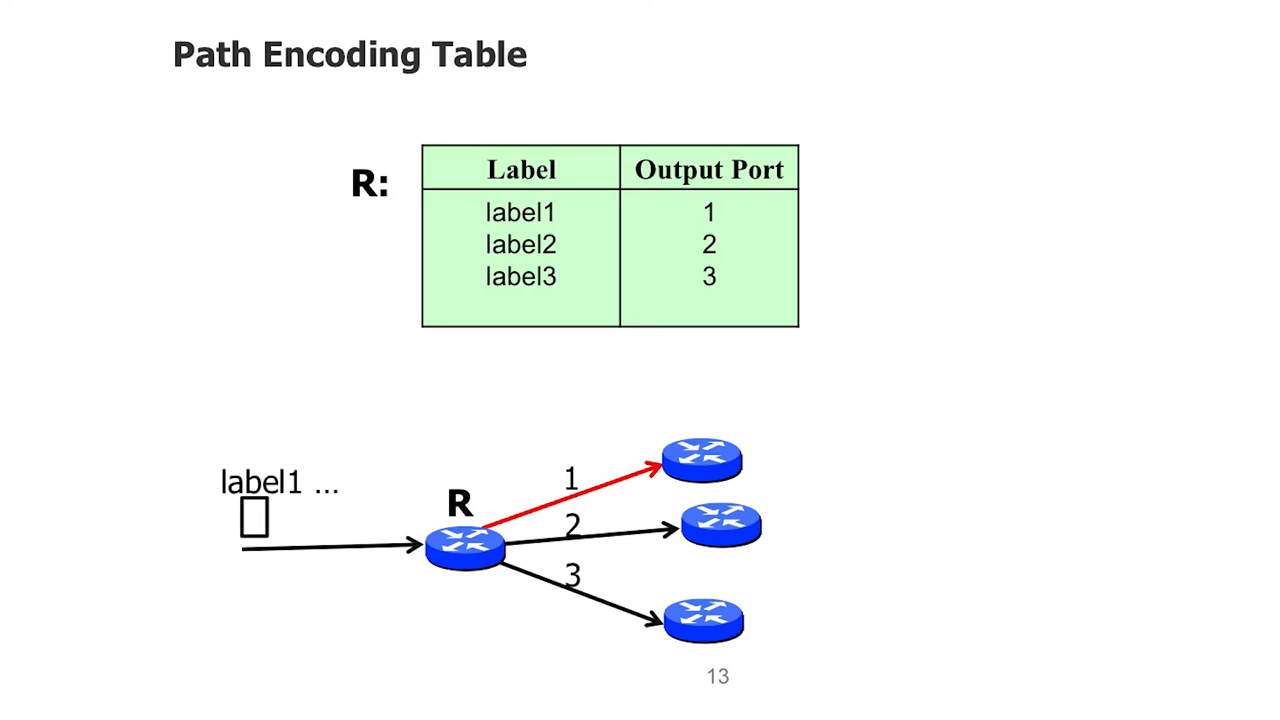 Path Encoding Table
R:
Label Output Port
label1 1
label2 2
label3 3
label1 ...
R
1
2
3
13